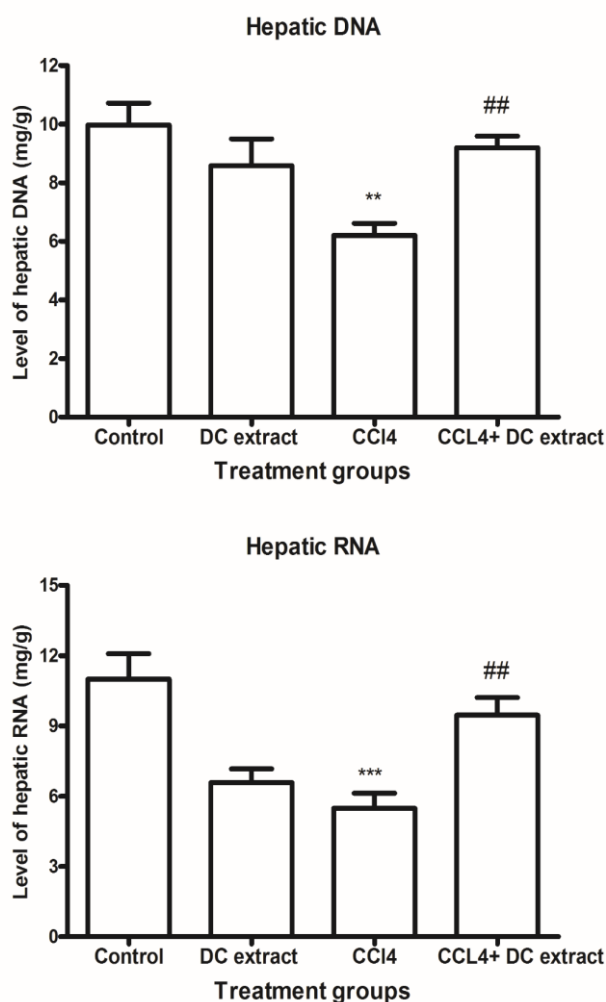 Hepatic DNA
Level of hepatic DNA (mg/g)
12
10
8
6
4
2
0
**
##
Control DC extract CCl4 CCL4+ DC extract
Treatment groups
Hepatic RNA
Level of hepatic RNA (mg/g)
15
12
9
6
3
0
***
##
Control DC extract CCl4 CCL4+ DC extract
Treatment groups